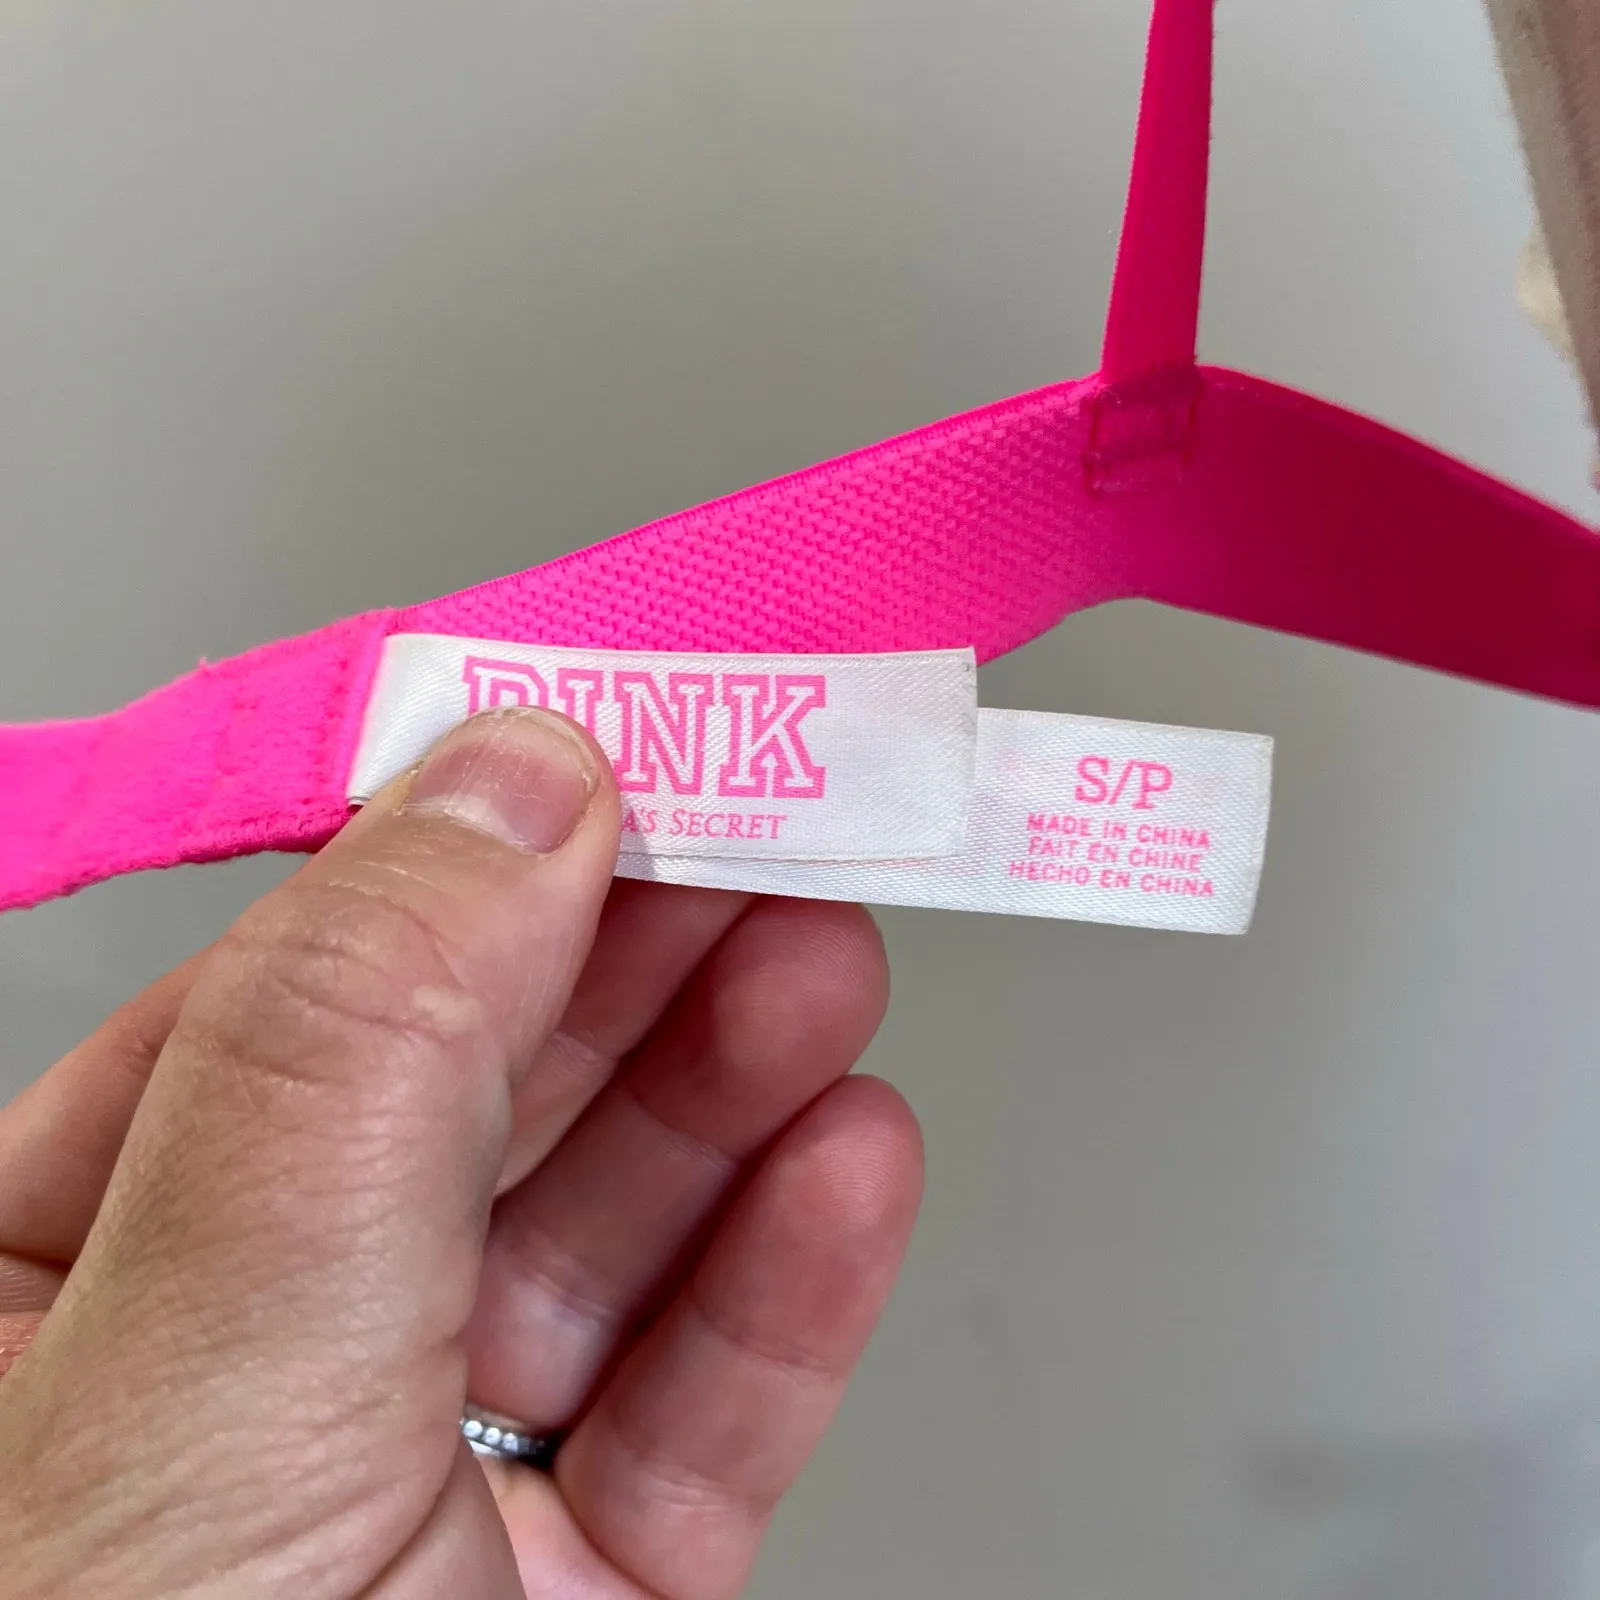 PINK
A'S SECRET
S/P
MADE IN CHINA
FAIT EN CHINE
HECHO EN CHINA